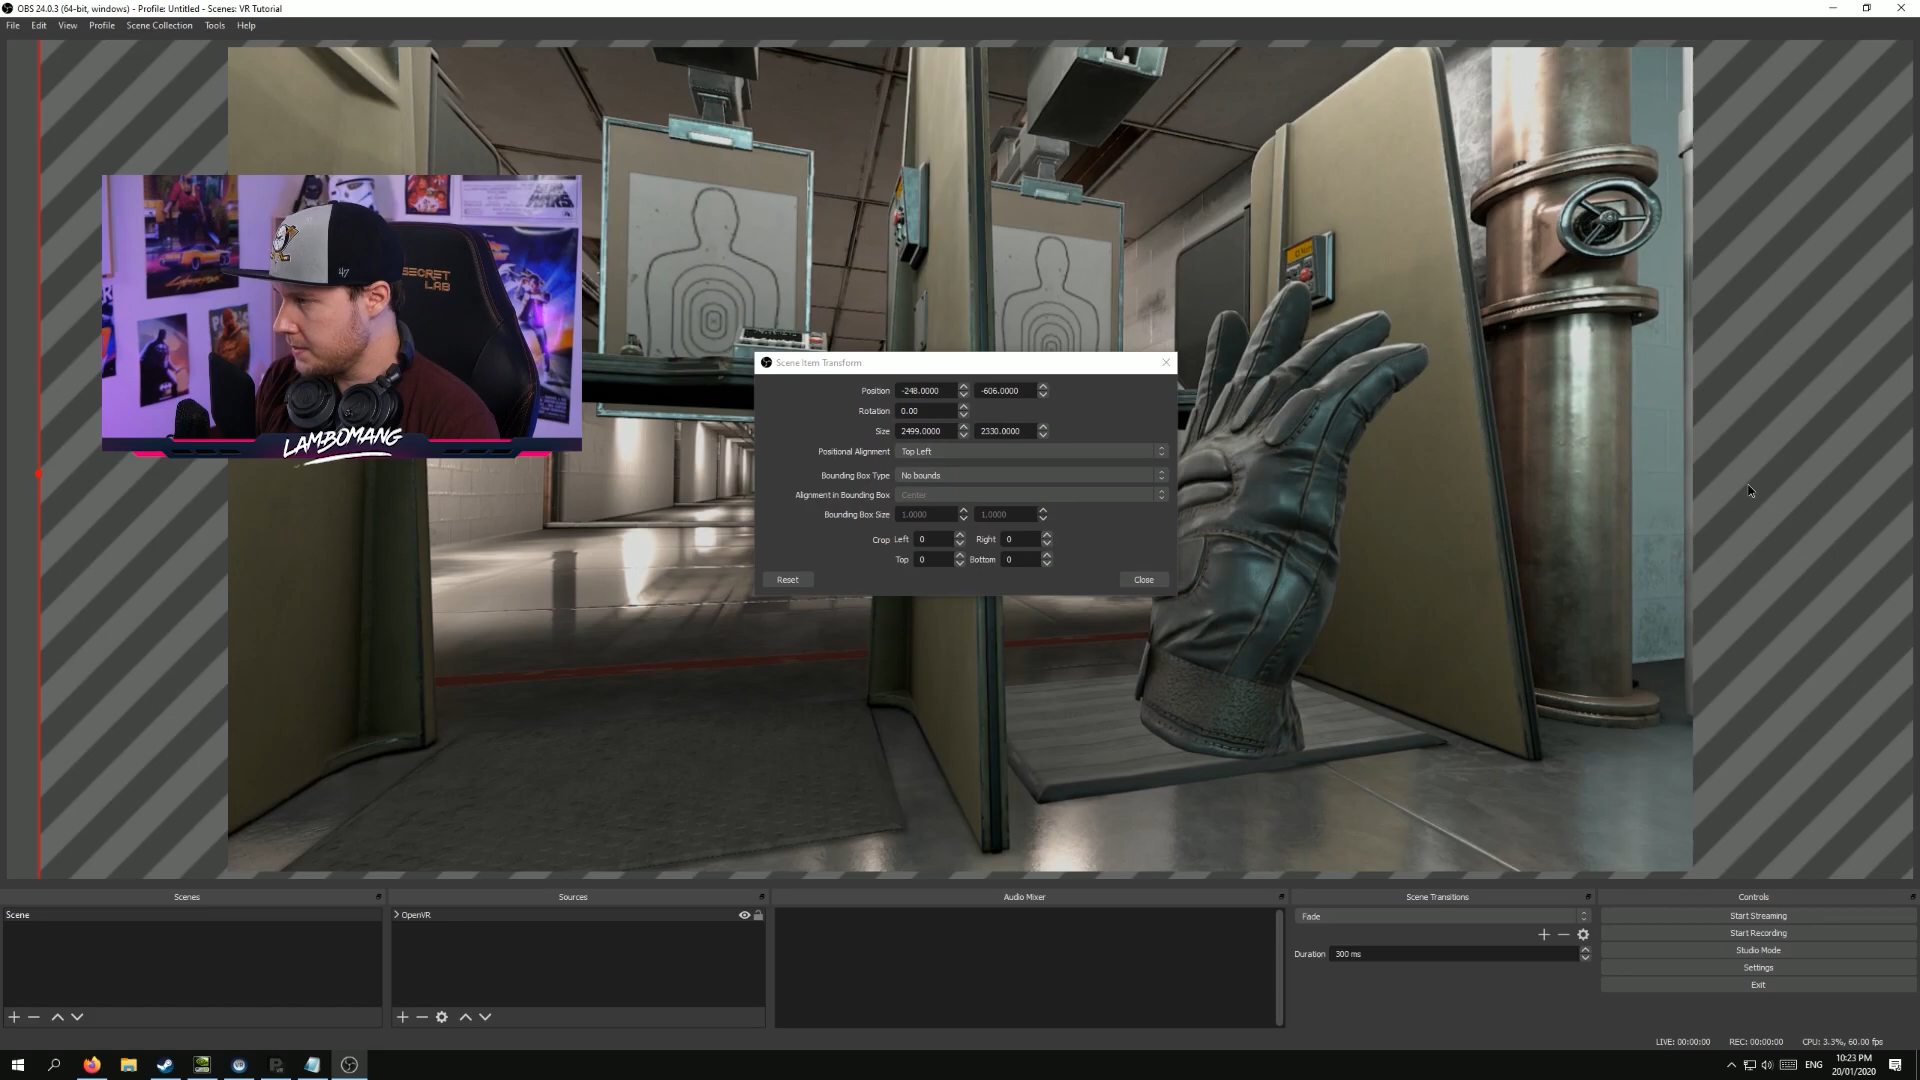 OBS 24.0.3 (64-bit, windows) - Profile: Untitled - Scenes: VR Tutorial
File Edit View Profile Scene Collection Tools Help
SECRET
LAB
47
LAMBOMANG
Scene Item Transform
Position -248.0000 -606.0000
Rotation 0.00
Size 2499.0000 2330.0000
Positional Alignment Top Left
Bounding Box Type No bounds
Alignment in Bounding Box Center
Bounding Box Size 1.0000 1.0000
Crop Left 0 Right 0
Top 0 Bottom 0
Reset Close
Scenes Sources Audio Mixer Scene Transitions Controls
Scene
OpenVR
Fade
Duration 300 ms
Start Streaming
Start Recording
Studio Mode
Settings
Exit
LIVE: 00:00:00 REC: 00:00:00 CPU: 3.3%, 60.00 fps
ENG
10:23 PM
20/01/2020